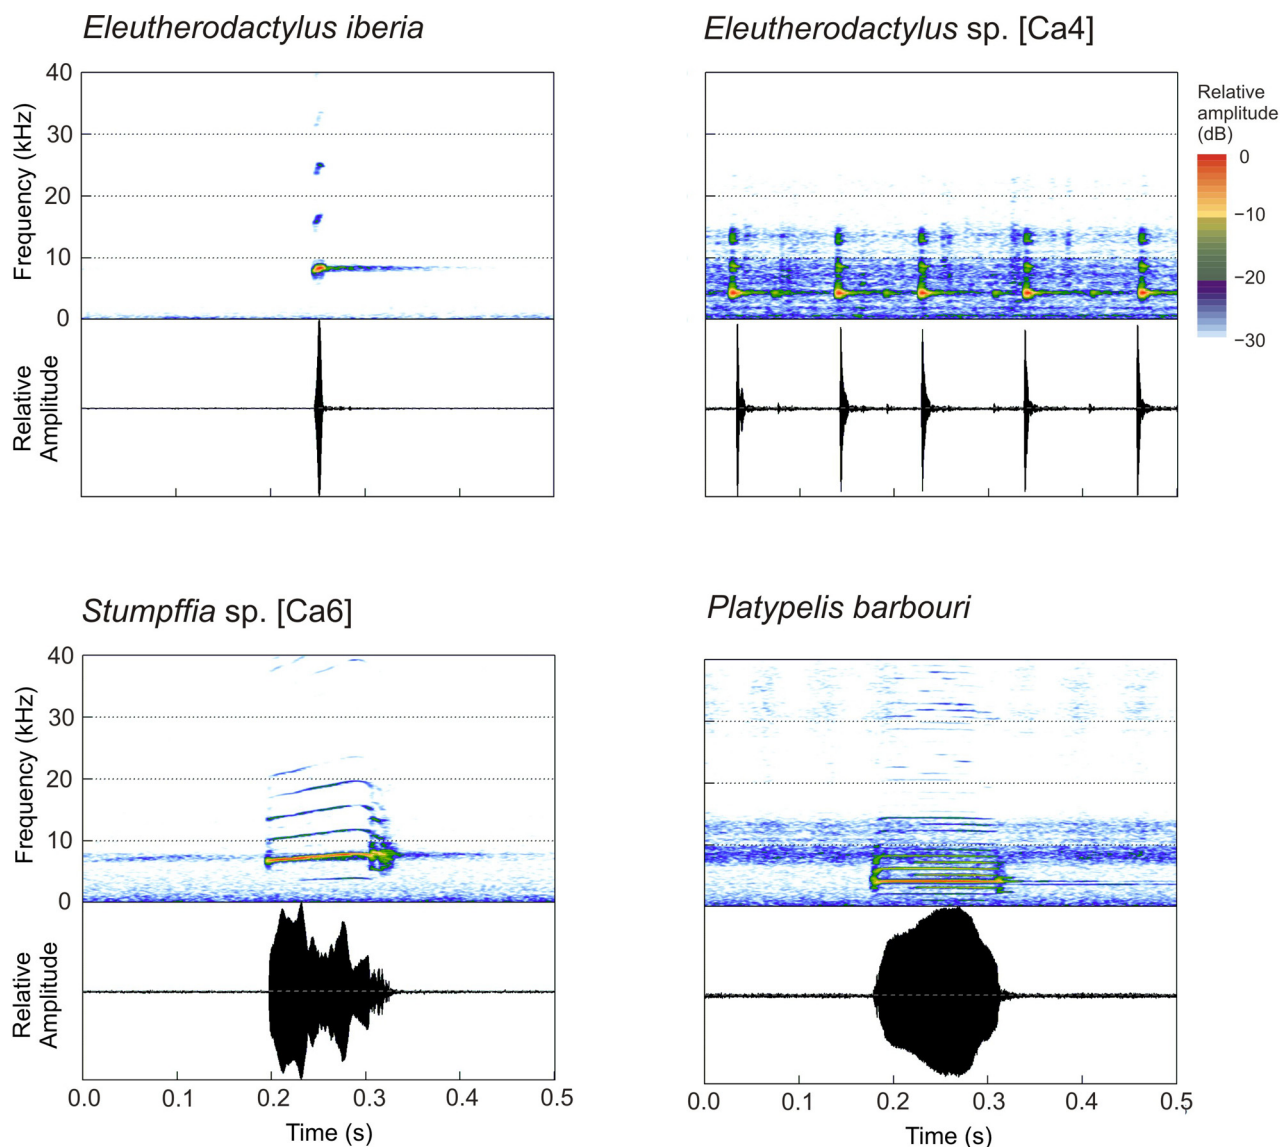 Eleutherodactylus iberia
Eleutherodactylus sp. [Ca4]
40
30
20
10
0
Frequency (kHz)
Relative
Amplitude
Relative
amplitude
(dB)
0
−10
−20
−30
Stumpffia sp. [Ca6]
Platypelis barbouri
40
30
20
10
0
Frequency (kHz)
Relative
Amplitude
0.0 0.1 0.2 0.3 0.4 0.5
Time (s)
0.0 0.1 0.2 0.3 0.4 0.5
Time (s)